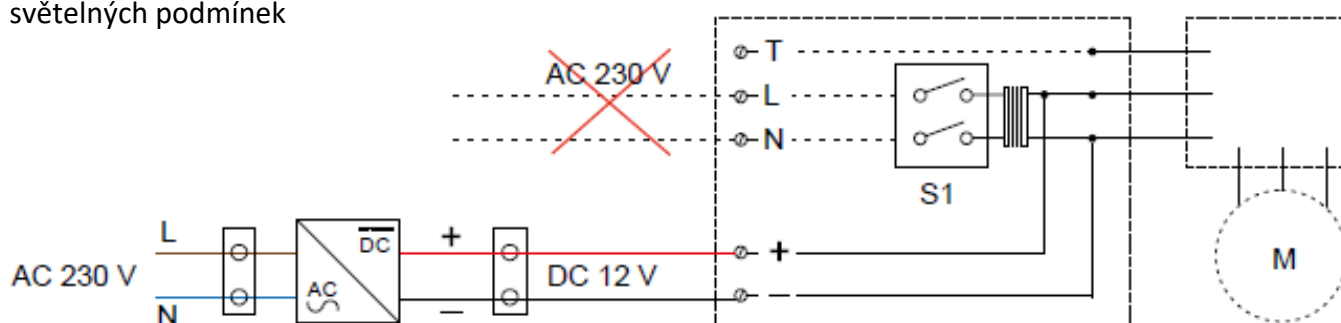 světelných podmínek
T
AC 230 V
L
N
S1
L
+
DC
+
AC 230 V
DC 12 V
M
AC
N
−
−